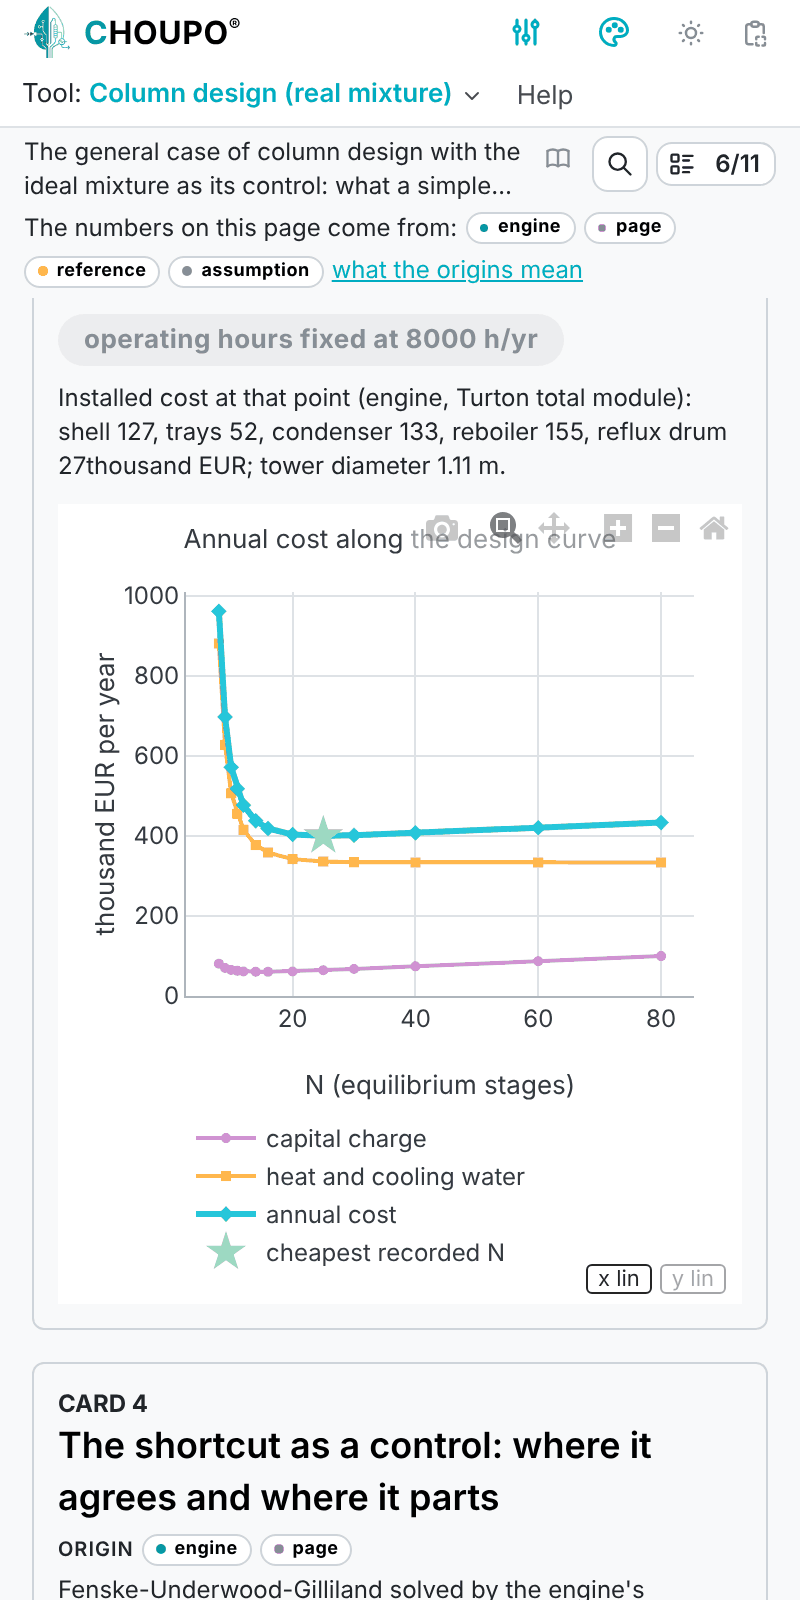 CHOUPO®
Tool: Column design (real mixture)
Help
The general case of column design with the
ideal mixture as its control: what a simple...
6/11
The numbers on this page come from: engine page
reference assumption what the origins mean
operating hours fixed at 8000 h/yr
Installed cost at that point (engine, Turton total module):
shell 127, trays 52, condenser 133, reboiler 155, reflux drum
27thousand EUR; tower diameter 1.11 m.
Annual cost along the design curve
thousand EUR per year
1000
800
600
400
200
0
20 40 60 80
N (equilibrium stages)
capital charge
heat and cooling water
annual cost
cheapest recorded N
x lin y lin
CARD 4
The shortcut as a control: where it
agrees and where it parts
ORIGIN engine page
Fenske-Underwood-Gilliland solved by the engine's